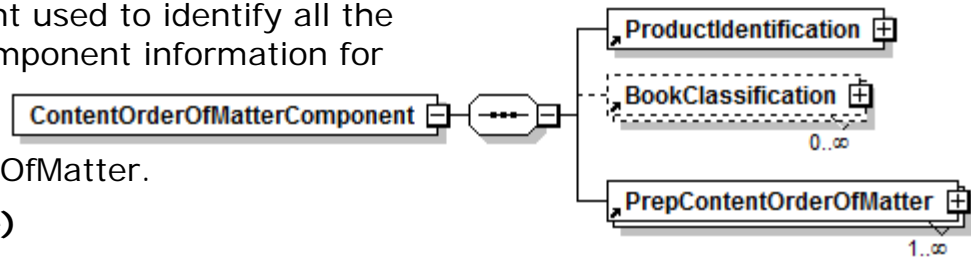 nt used to identify all the
mponent information for
ProductIdentification
BookClassification
0..∞
ContentOrderOfMatterComponent
OfMatter.
PrepContentOrderOfMatter
1..∞
)